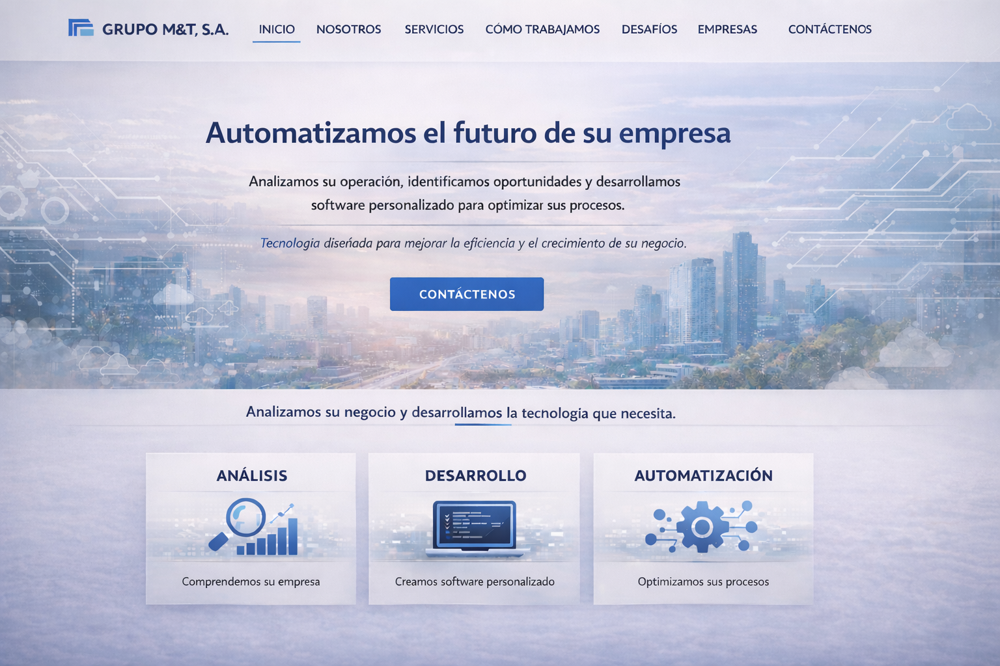 GRUPO M&T, S.A.
INICIO
NOSOTROS
SERVICIOS
CÓMO TRABAJAMOS
DESAFÍOS
EMPRESAS
CONTÁCTENOS
Automatizamos el futuro de su empresa
Analizamos su operación, identificamos oportunidades y desarrollamos
software personalizado para optimizar sus procesos.
Tecnologia diseńada para mejorar la eficiencia y el crecimiento de su negocio.
CONTÁCTENOS
Analizamos su negocio y desarrollamos la tecnologia que necesita.
ANÁLISIS
Comprendemos su empresa
DESARROLLO
Creamos software personalizado
AUTOMATIZACIÓN
Optimizamos sus procesos